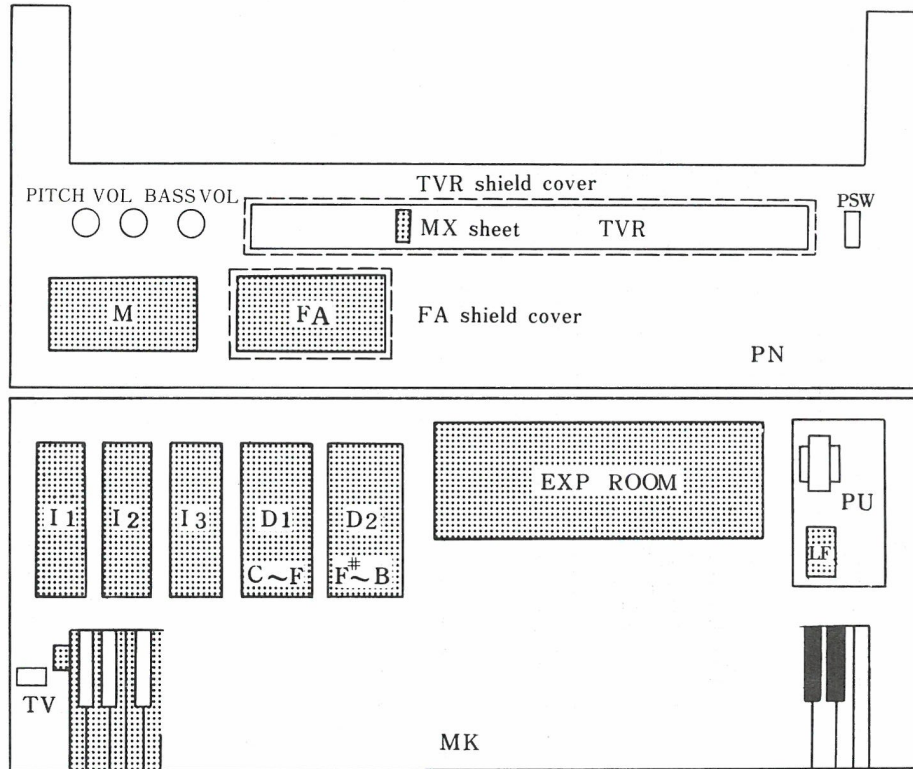 TVR shield cover
PITCH VOL BASS VOL
PSW
MX sheet TVR
M
FA
FA shield cover
PN
EXP ROOM
I1 I2 I3 D1 D2
PU
C~F F#~B
LF
TV
MK